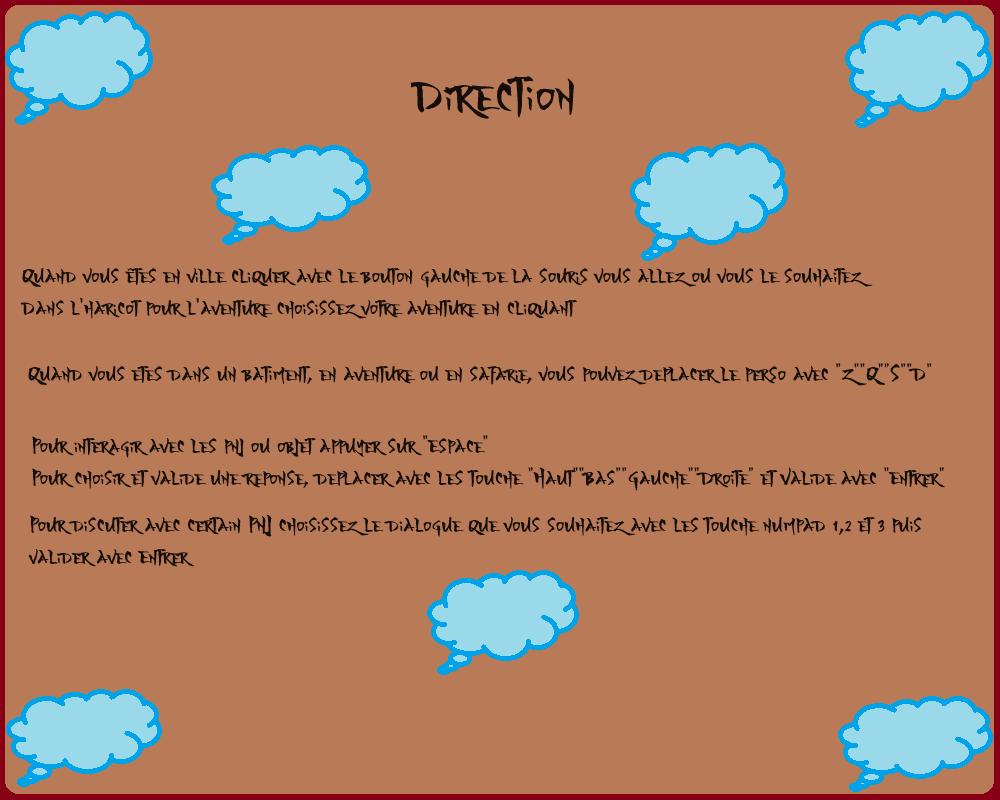 DIRECTION
QUAND VOUS ÊTES EN VILLE CLIQUER AVEC LE BOUTON GAUCHE DE LA SOURIS VOUS ALLEZ OU VOUS LE SOUHAITEZ
DANS L'HARICOT POUR L'AVENTURE CHOISISSEZ VOTRE AVENTURE EN CLIQUANT
QUAND VOUS ETES DANS UN BATIMENT, EN AVENTURE OU EN SAFARIE, VOUS POUVEZ DEPLACER LE PERSO AVEC "Z""Q""S""D"
POUR INTERAGIR AVEC LES PNJ OU OBJET APPUYER SUR "ESPACE"
POUR CHOISIR ET VALIDE UNE REPONSE, DEPLACER AVEC LES TOUCHE "HAUT""BAS""GAUCHE""DROITE" ET VALIDE AVEC "ENTRER"
POUR DISCUTER AVEC CERTAIN PNJ CHOISISSEZ LE DIALOGUE QUE VOUS SOUHAITEZ AVEC LES TOUCHE NUMPAD 1,2 ET 3 PUIS
VALIDER AVEC ENTRER